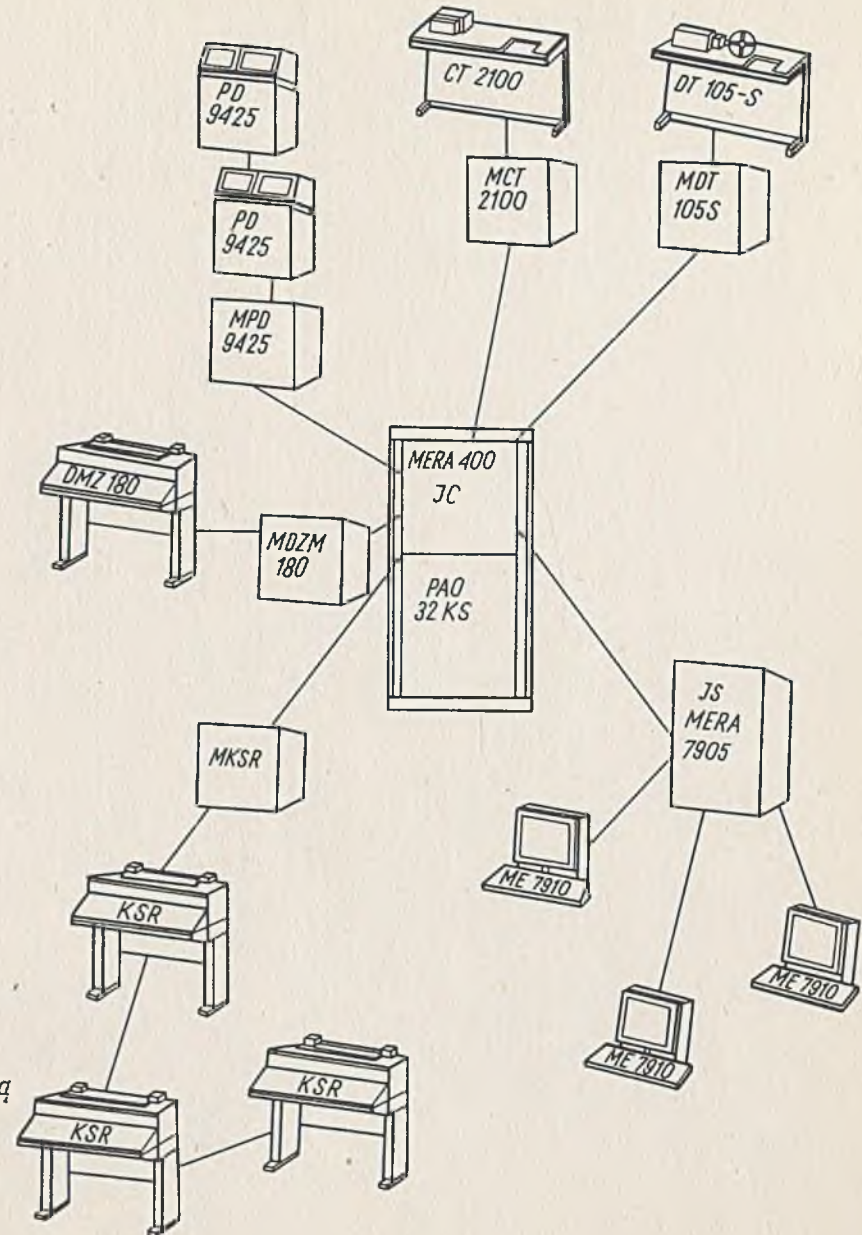 CT 2100
DT 105-S
PD
9425
MCT
2100
MDT
105S
PD
9425
MPD
9425
MERA 400
JC
DMZ 180
MDZM
180
PAO
32 KS
JS
MERA
7905
MKSR
ME 7910
KSR
ME 7910
ME 7910
KSR
ą
KSR